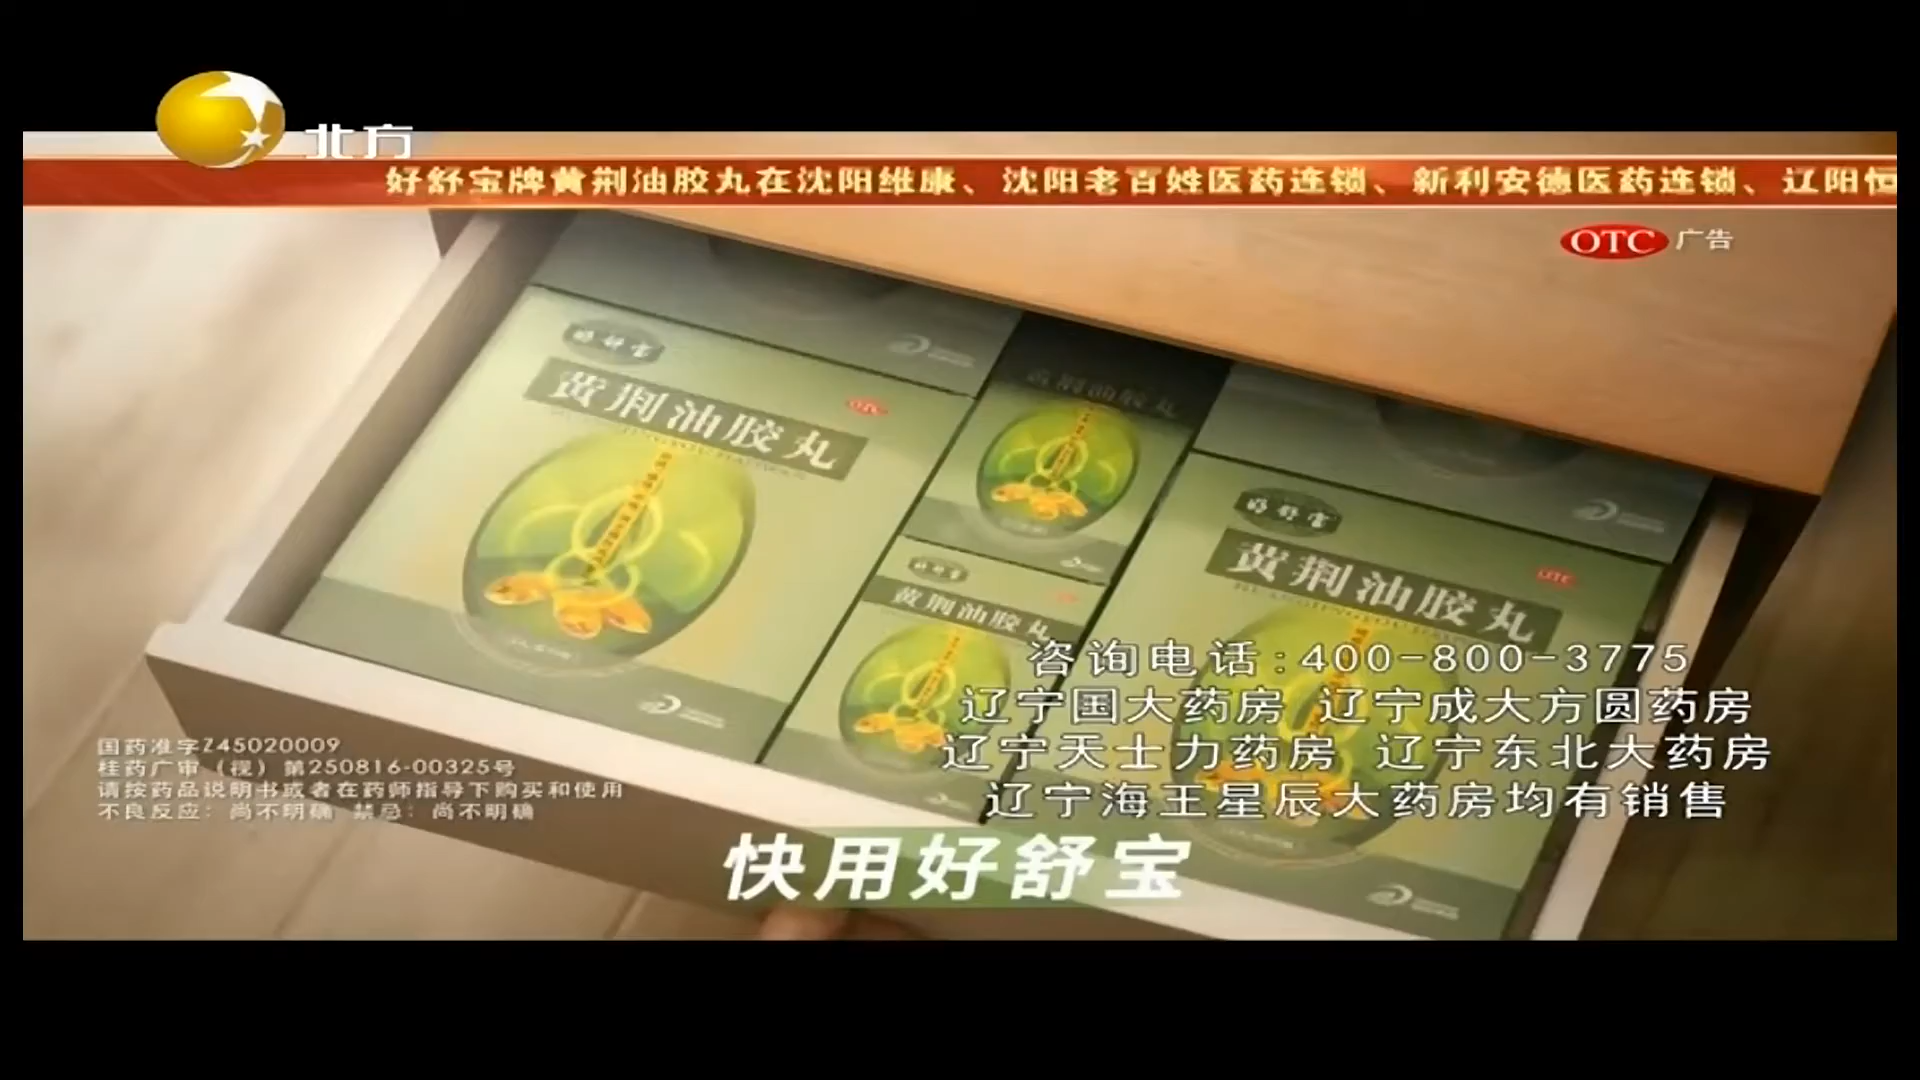 北方
好舒宝牌黄荆油胶丸在沈阳维康、沈阳老百姓医药连锁、新利安德医药连锁、辽阳恒
OTC 广告
好舒宝
黄荆油胶丸
OTC
黄荆油胶丸
好舒宝
黄荆油胶丸
好舒宝
黄荆油胶丸
OTC
咨询电话:400-800-3775
辽宁国大药房 辽宁成大方圆药房
辽宁天士力药房 辽宁东北大药房
辽宁海王星辰大药房均有销售
国药准字Z45020009
桂药广审（视）第250816-00325号
请按药品说明书或者在药师指导下购买和使用
不良反应：尚不明确 禁忌：尚不明确
快用好舒宝